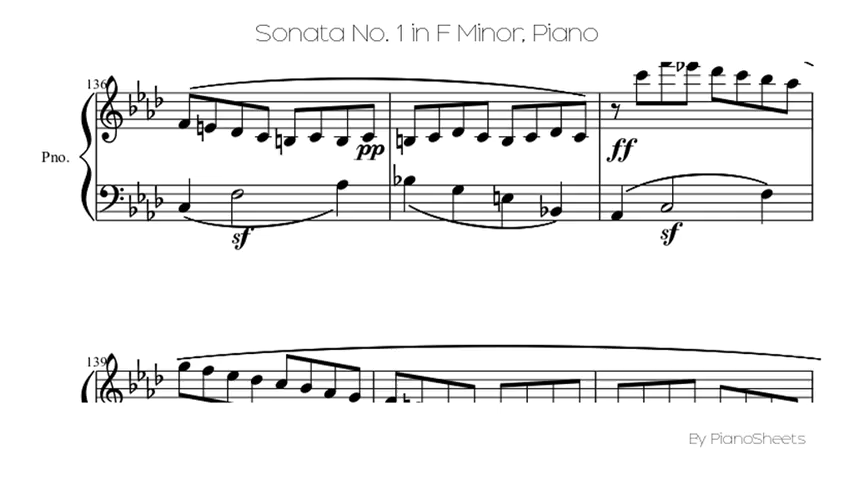 Sonata No. 1 in F Minor, Piano
136
pp
ff
Pno.
sf
sf
139
By PianoSheets